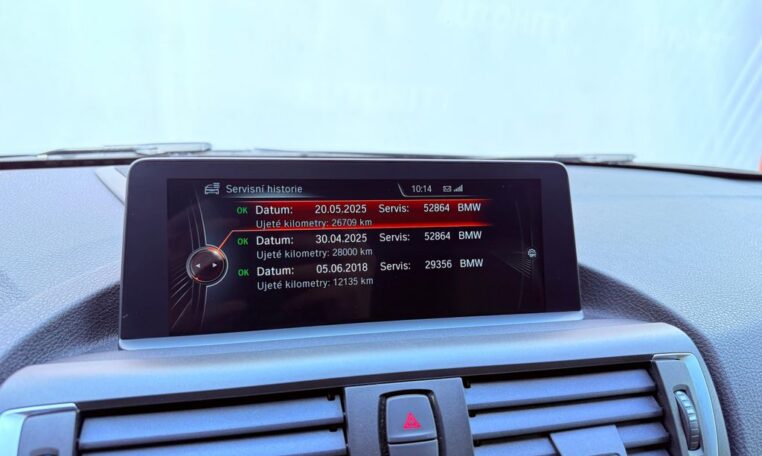 Servisní historie 10:14
OK Datum: 20.05.2025 Servis: 52864 BMW
Ujeté kilometry: 26709 km
OK Datum: 30.04.2025 Servis: 52864 BMW
Ujeté kilometry: 28000 km
OK Datum: 05.06.2018 Servis: 29356 BMW
Ujeté kilometry: 12135 km